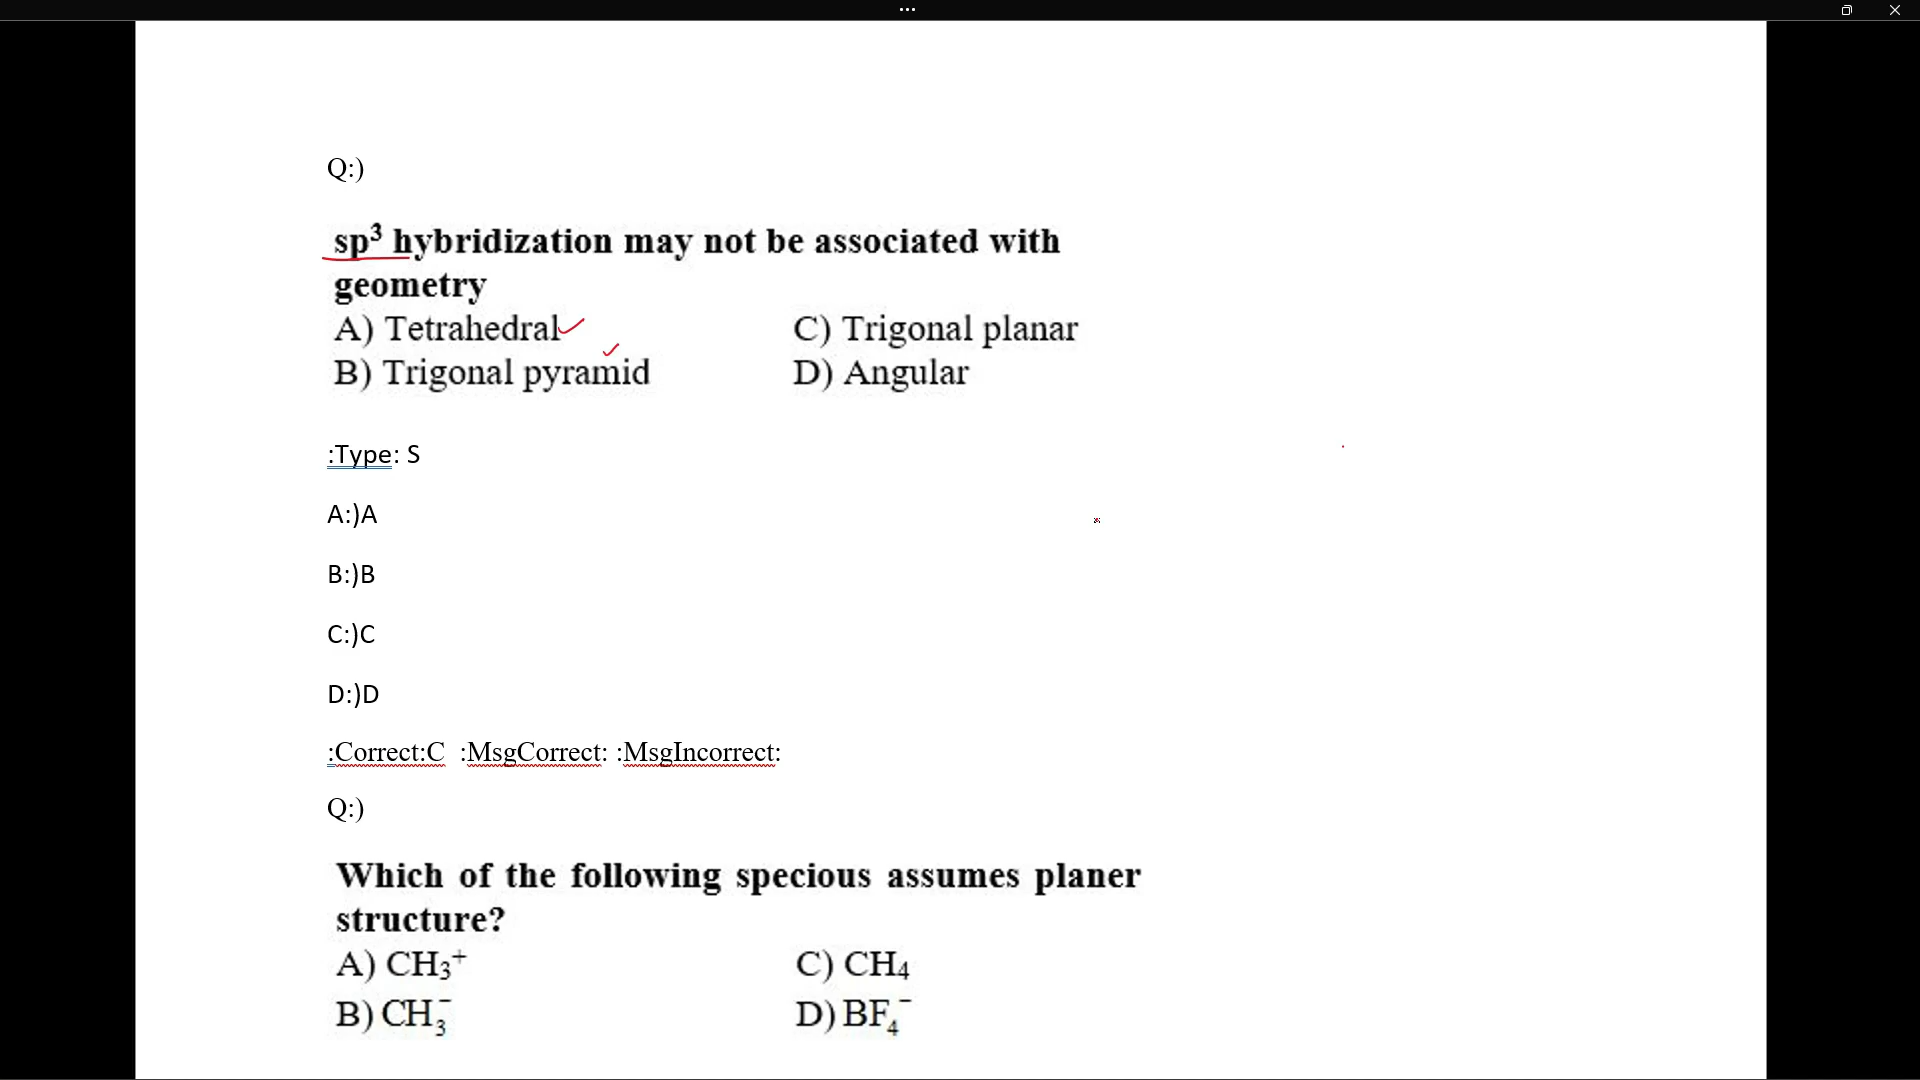 Q:)
sp³ hybridization may not be associated with
geometry
A) Tetrahedral C) Trigonal planar
B) Trigonal pyramid D) Angular
:Type: S
A:)A
B:)B
C:)C
D:)D
:Correct:C :MsgCorrect: :MsgIncorrect:
Q:)
Which of the following specious assumes planer
structure?
A) CH₃⁺ C) CH₄
B) CH₃⁻ D) BF₄⁻